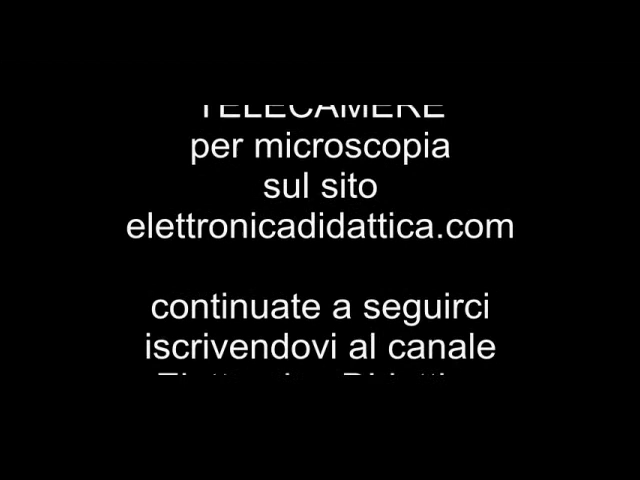 TELECAMERE
per microscopia
sul sito
elettronicadidattica.com
continuate a seguirci
iscrivendovi al canale